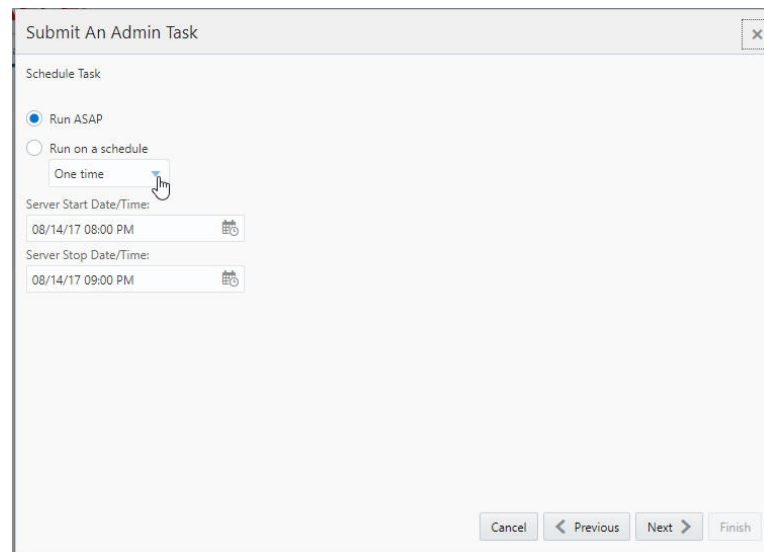 Submit An Admin Task
Schedule Task
Run ASAP
Run on a schedule
One time
Server Start Date/Time:
08/14/17 08:00 PM
Server Stop Date/Time:
08/14/17 09:00 PM
Cancel Previous Next Finish